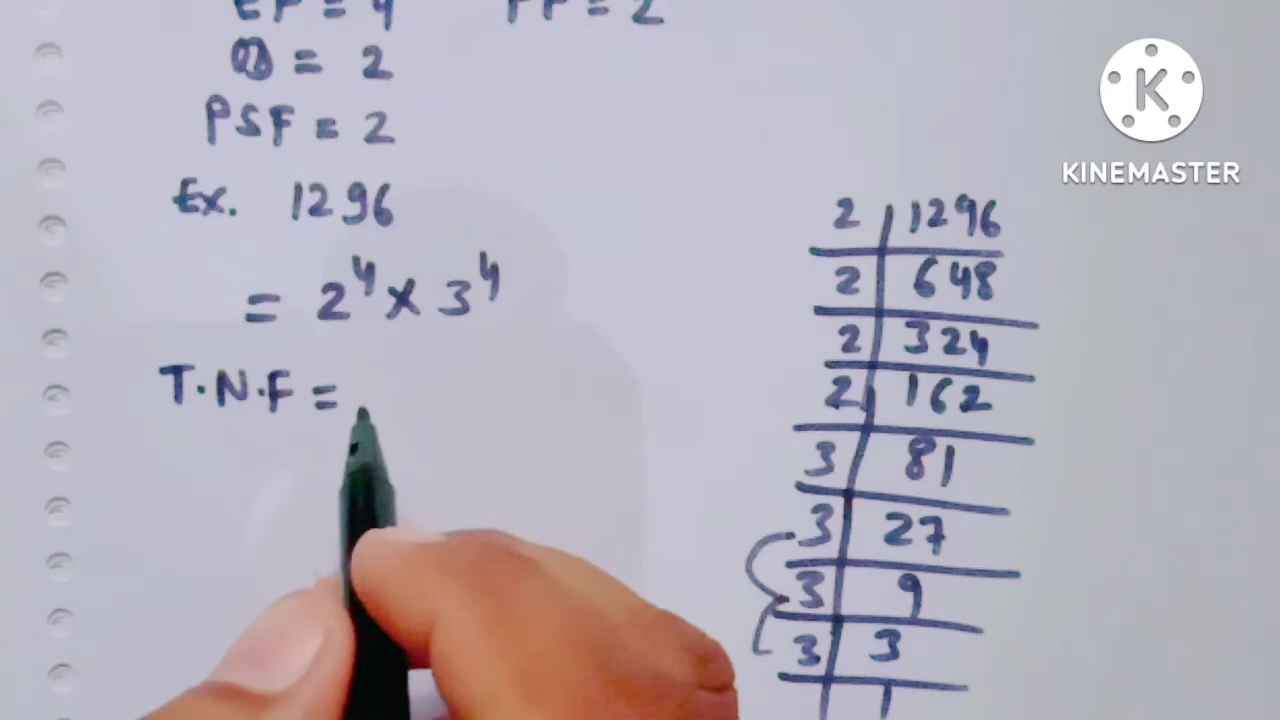 EF = 4 PF = 2
= 2
PSF = 2
Ex. 1296
= 2⁴ × 3⁴
T.N.F =
KINEMASTER
2 | 1296
2 | 648
2 | 324
2 | 162
3 | 81
3 | 27
3 | 9
3 | 3
1